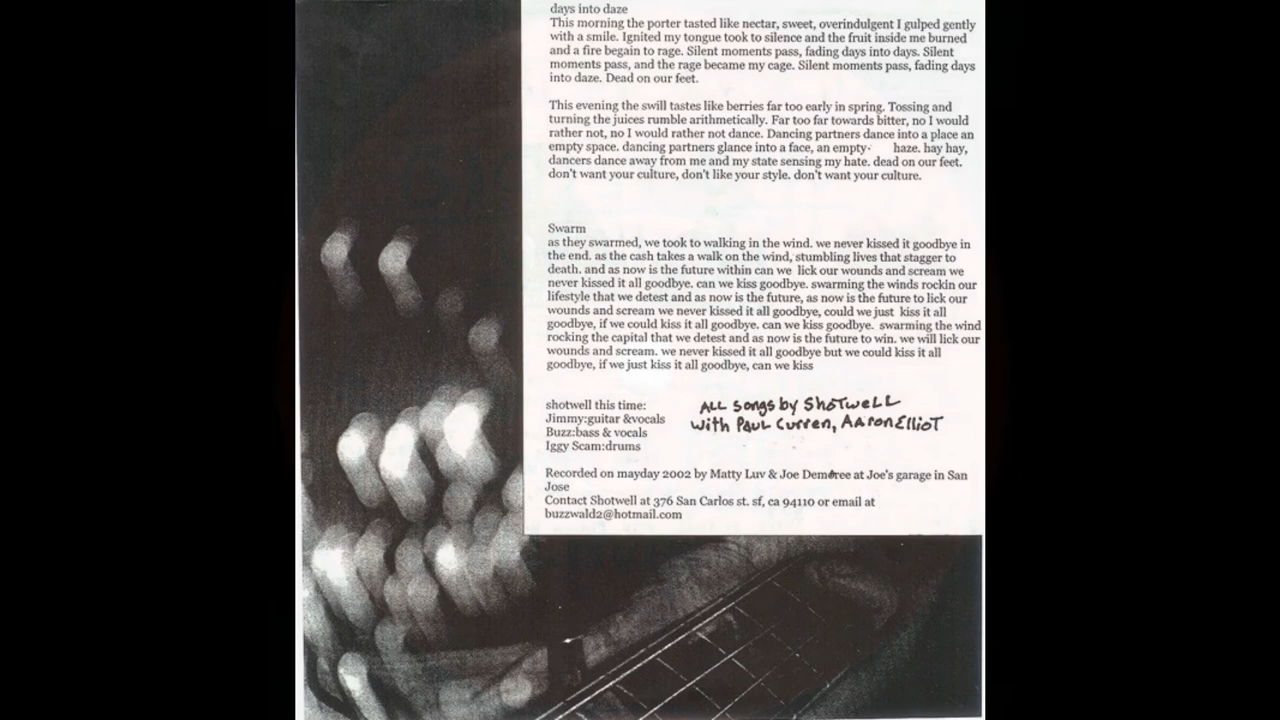 days into daze
This morning the porter tasted like nectar, sweet, overindulgent I gulped gently
with a smile. Ignited my tongue took to silence and the fruit inside me burned
and a fire begain to rage. Silent moments pass, fading days into days. Silent
moments pass, and the rage became my cage. Silent moments pass, fading days
into daze. Dead on our feet.
This evening the swill tastes like berries far too early in spring. Tossing and
turning the juices rumble arithmetically. Far too far towards bitter, no I would
rather not, no I would rather not dance. Dancing partners dance into a place an
empty space. dancing partners glance into a face, an empty haze. hay hay,
dancers dance away from me and my state sensing my hate. dead on our feet.
don't want your culture, don't like your style. don't want your culture.
Swarm
as they swarmed, we took to walking in the wind. we never kissed it goodbye in
the end. as the cash takes a walk on the wind, stumbling lives that stagger to
death. and as now is the future within can we lick our wounds and scream we
never kissed it all goodbye. can we kiss goodbye. swarming the winds rockin our
lifestyle that we detest and as now is the future, as now is the future to lick our
wounds and scream we never kissed it all goodbye, could we just kiss it all
goodbye, if we could kiss it all goodbye. can we kiss goodbye. swarming the wind
rocking the capital that we detest and as now is the future to win. we will lick our
wounds and scream. we never kissed it all goodbye but we could kiss it all
goodbye, if we just kiss it all goodbye, can we kiss
shotwell this time:
Jimmy:guitar &vocals
Buzz:bass & vocals
Iggy Scam:drums
ALL songs by ShoTweLL
with PauL Curren, AAronElliot
Recorded on mayday 2002 by Matty Luv & Joe Demoree at Joe's garage in San
Jose
Contact Shotwell at 376 San Carlos st. sf, ca 94110 or email at
buzzwald2@hotmail.com